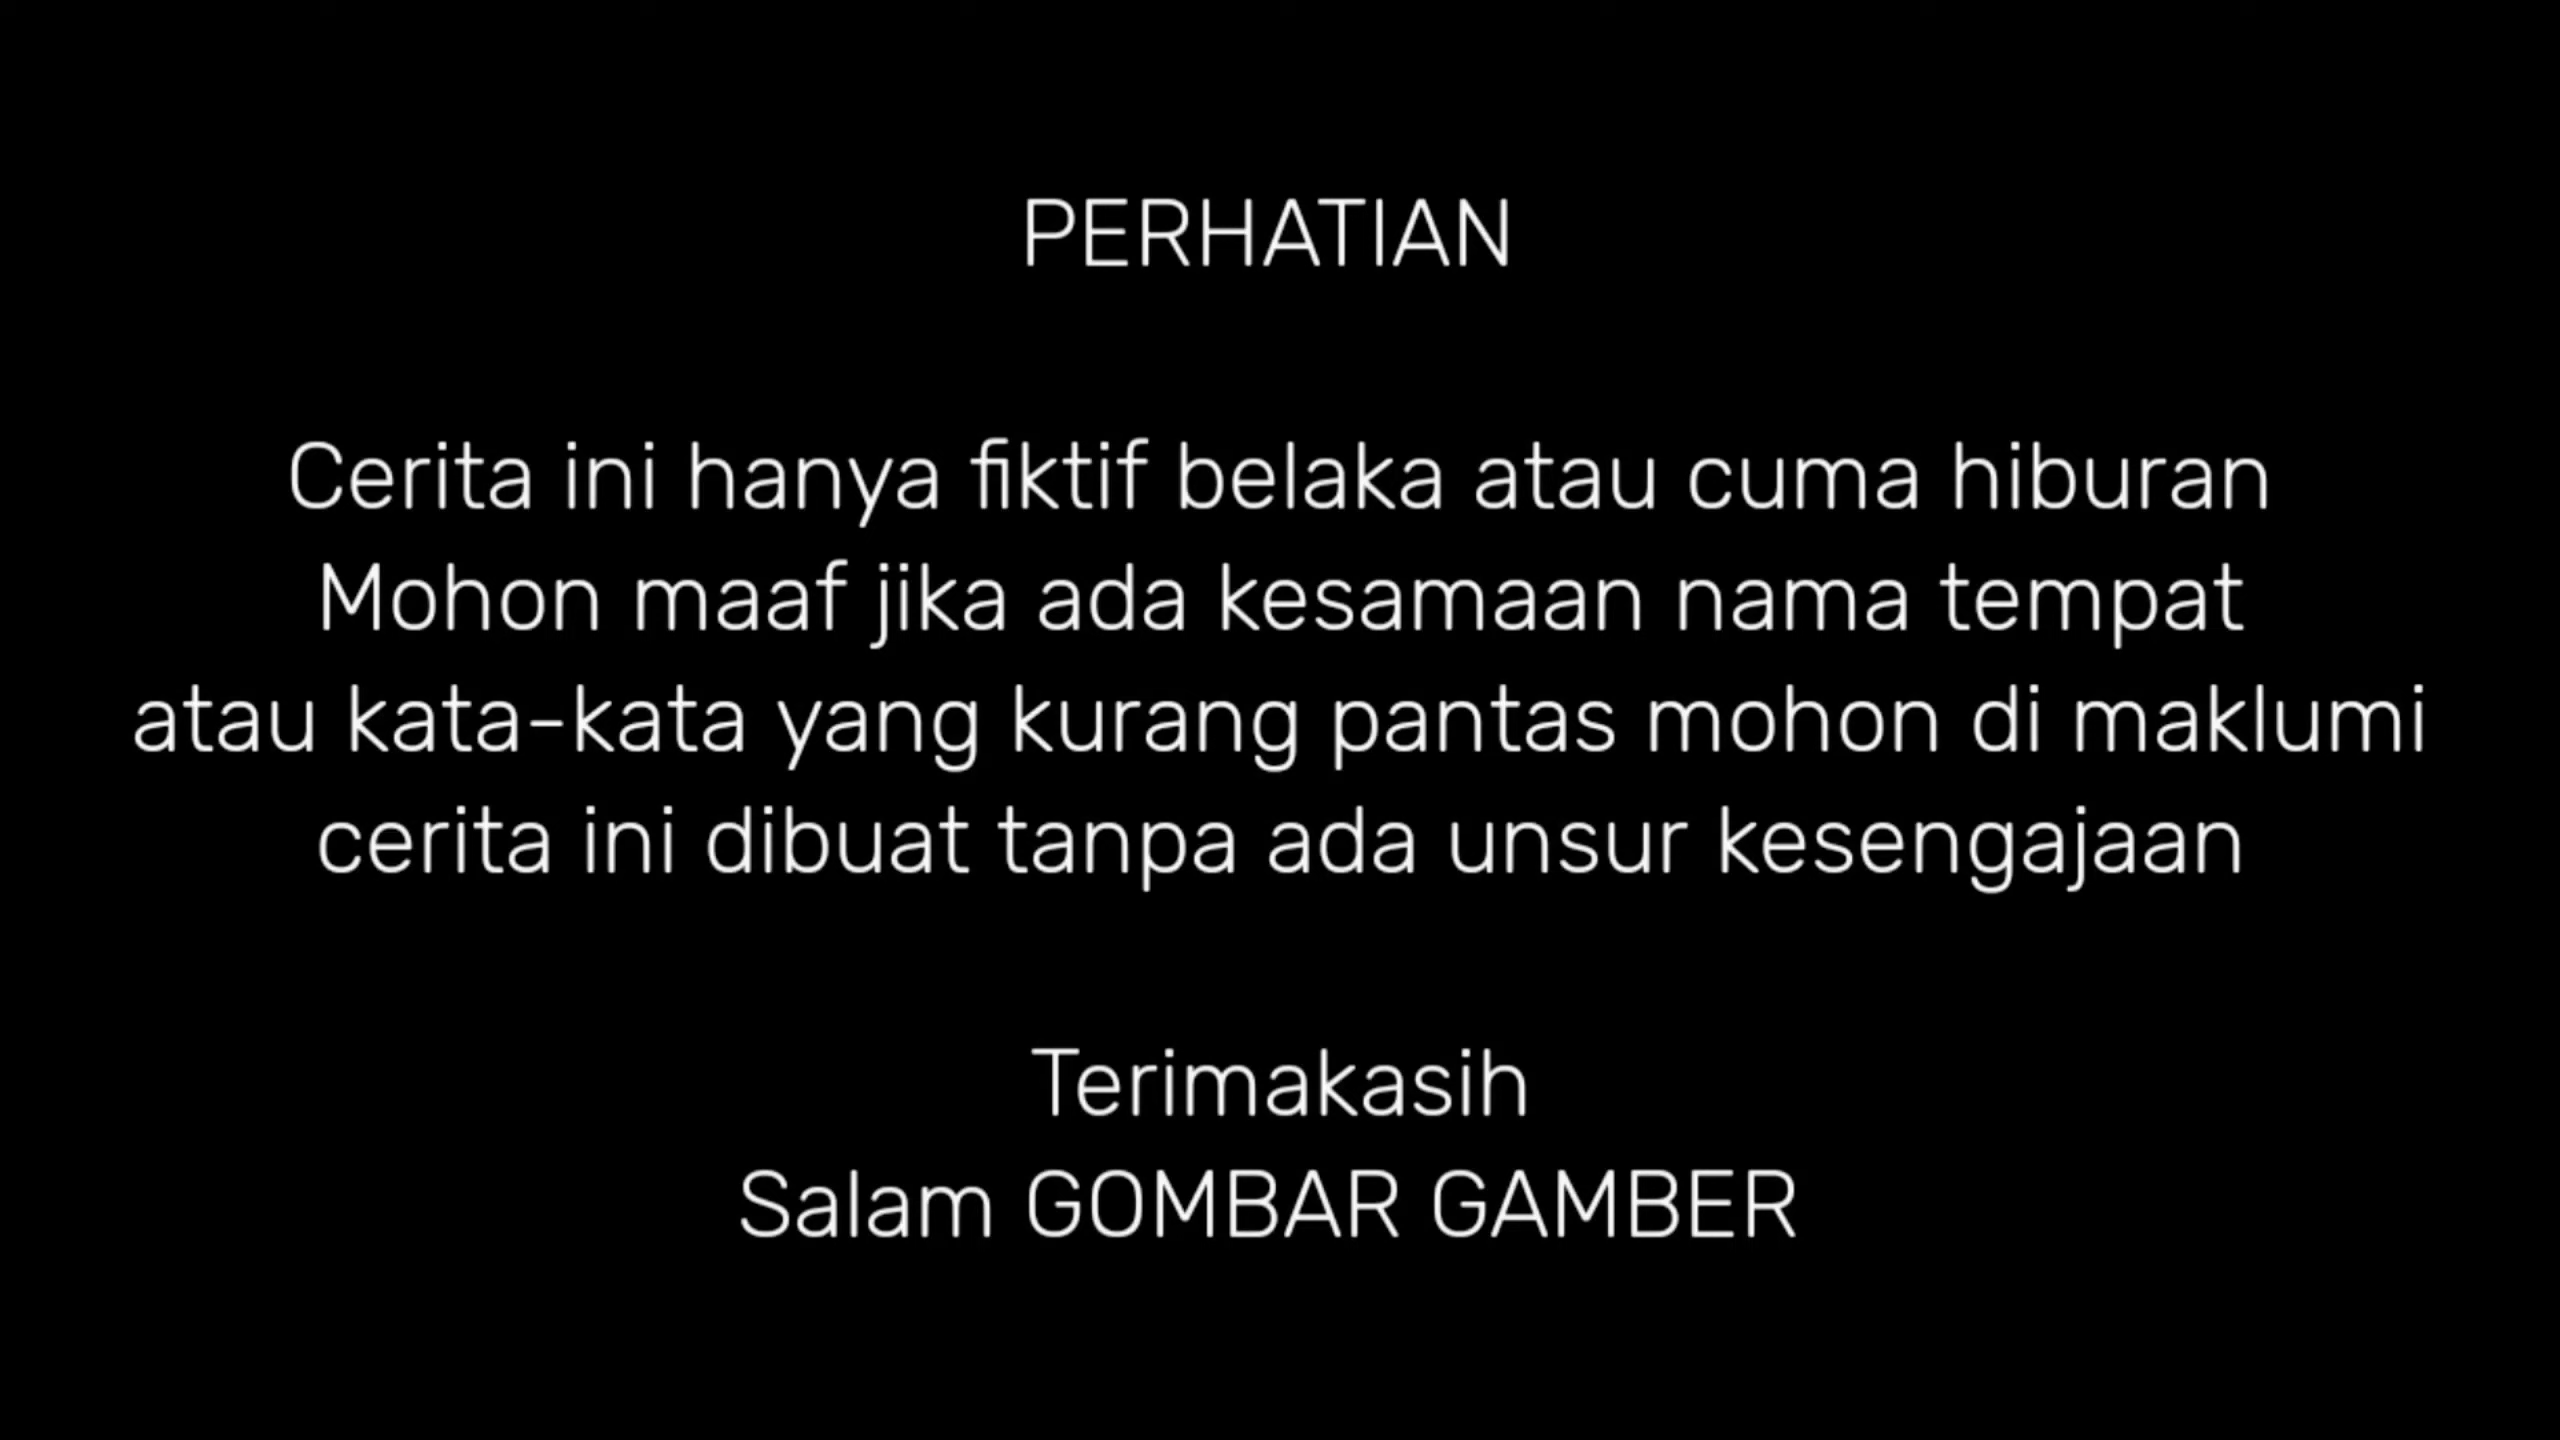 PERHATIAN
Cerita ini hanya fiktif belaka atau cuma hiburan
Mohon maaf jika ada kesamaan nama tempat
atau kata-kata yang kurang pantas mohon di maklumi
cerita ini dibuat tanpa ada unsur kesengajaan
Terimakasih
Salam GOMBAR GAMBER